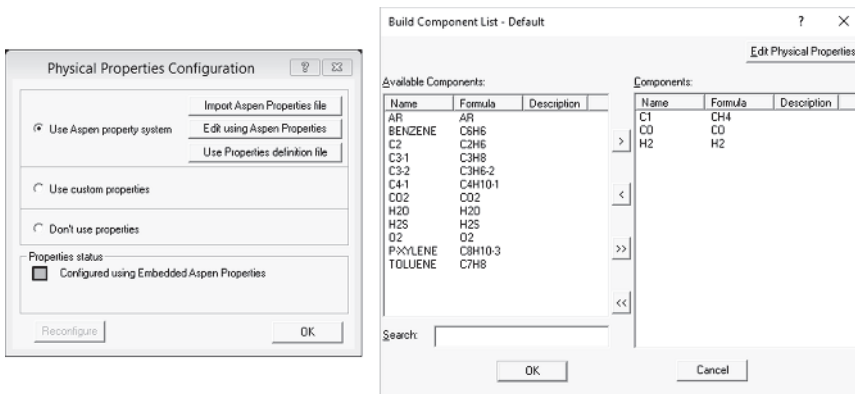 Physical Properties Configuration
Use Aspen property system
Import Aspen Properties file
Edit using Aspen Properties
Use Properties definition file
Use custom properties
Don't use properties
Properties status
Configured using Embedded Aspen Properties
Reconfigure
OK
Build Component List - Default
? X
Edit Physical Properties
Available Components:
Name Formula Description
AR AR
BENZENE C6H6
C2 C2H6
C3-1 C3H8
C3-2 C3H6-2
C4-1 C4H10-1
CO2 CO2
H2O H2O
H2S H2S
O2 O2
P-XYLENE C8H10-3
TOLUENE C7H8
>
<
>>
<<
Components:
Name Formula Description
C1 CH4
CO CO
H2 H2
Search:
OK
Cancel